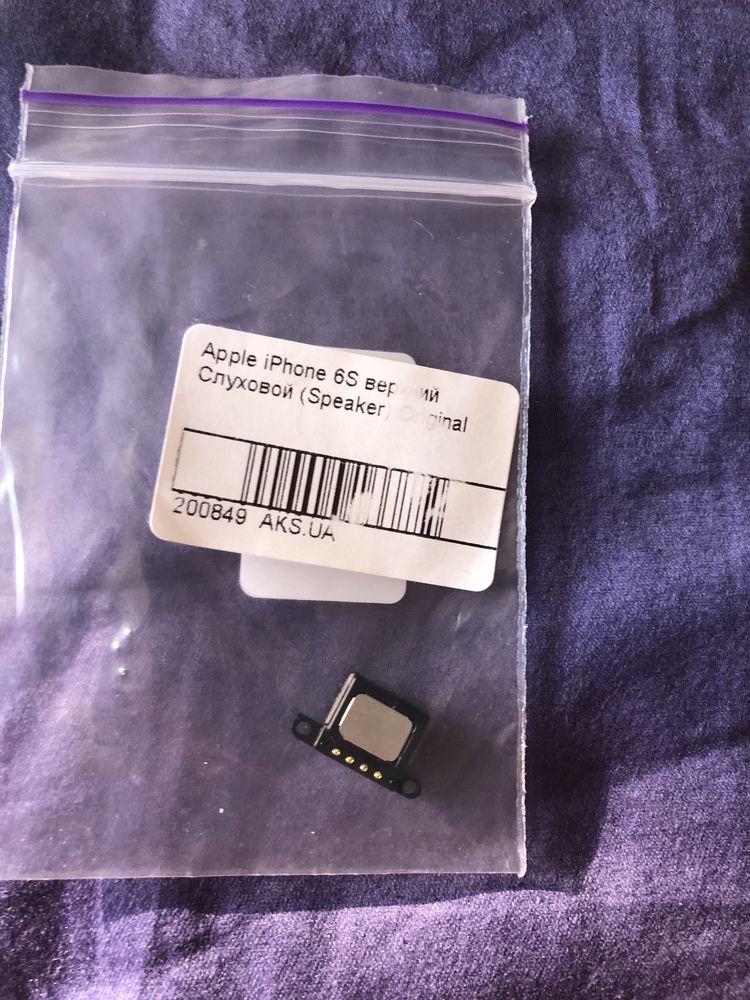 Apple iPhone 6S верхний
Слуховой (Speaker) Original
200849 AKS.UA